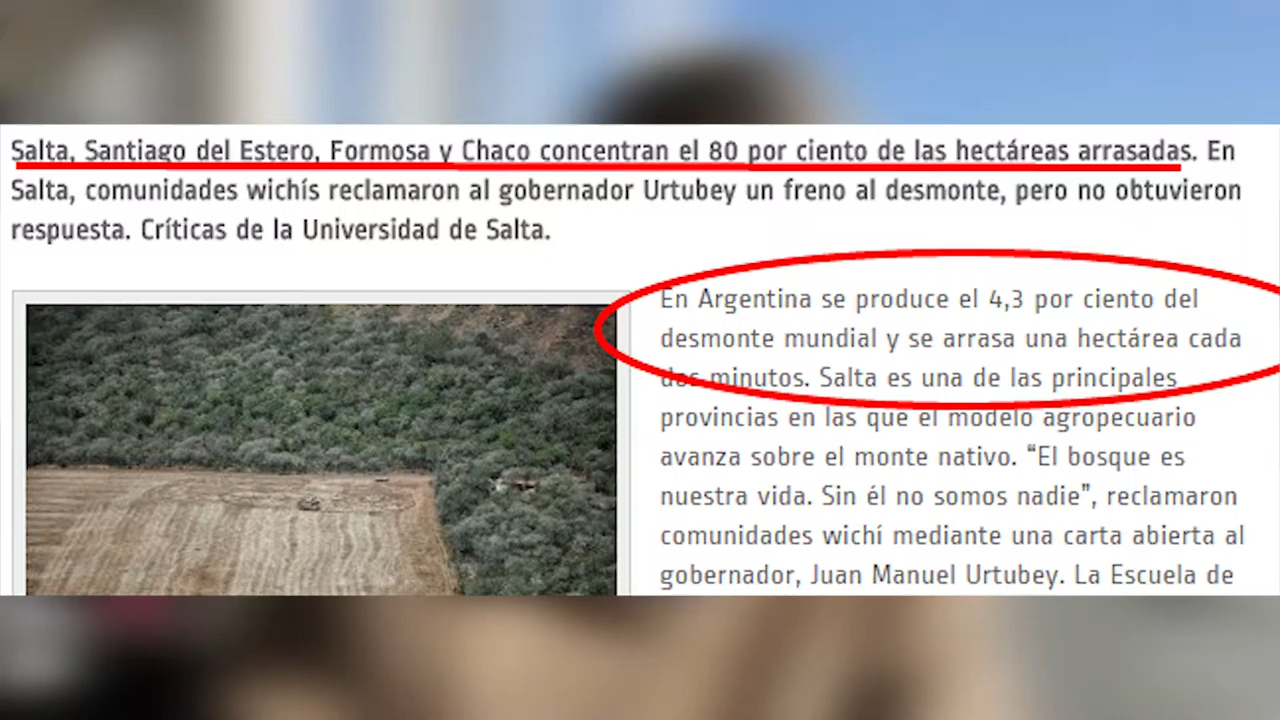 Salta, Santiago del Estero, Formosa y Chaco concentran el 80 por ciento de las hectáreas arrasadas. En
Salta, comunidades wichís reclamaron al gobernador Urtubey un freno al desmonte, pero no obtuvieron
respuesta. Críticas de la Universidad de Salta.
En Argentina se produce el 4,3 por ciento del
desmonte mundial y se arrasa una hectárea cada
dos minutos. Salta es una de las principales
provincias en las que el modelo agropecuario
avanza sobre el monte nativo. “El bosque es
nuestra vida. Sin él no somos nadie”, reclamaron
comunidades wichí mediante una carta abierta al
gobernador, Juan Manuel Urtubey. La Escuela de